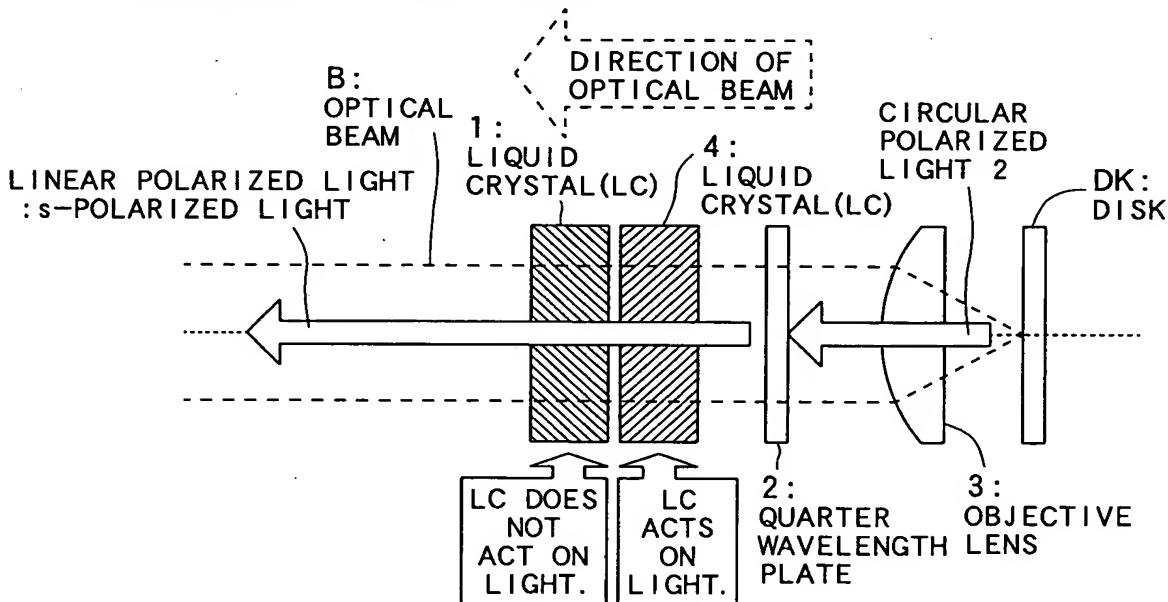 DIRECTION OF
OPTICAL BEAM
B:
OPTICAL
BEAM
1:
LIQUID
CRYSTAL(LC)
4:
LIQUID
CRYSTAL(LC)
CIRCULAR
POLARIZED
LIGHT 2
DK:
DISK
LINEAR POLARIZED LIGHT
:s-POLARIZED LIGHT
LC DOES
NOT
ACT ON
LIGHT.
LC
ACTS
ON
LIGHT.
2:
QUARTER
WAVELENGTH
PLATE
3:
OBJECTIVE
LENS